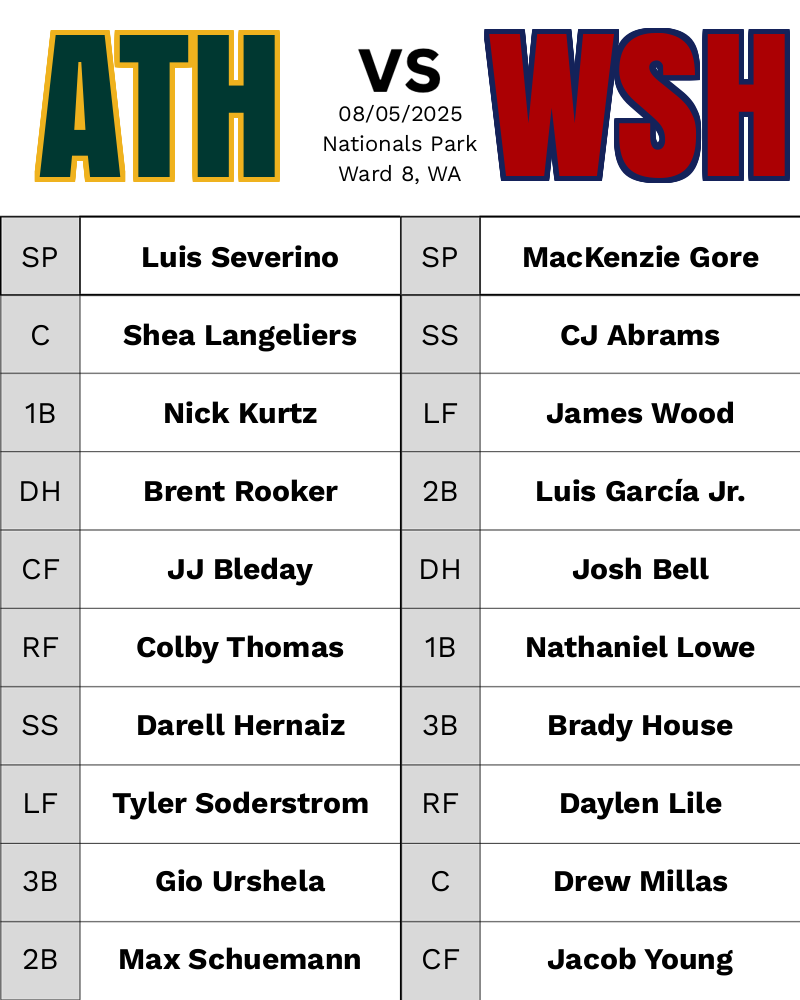 ATH
VS
08/05/2025
Nationals Park
Ward 8, WA
WSH
SP Luis Severino SP MacKenzie Gore
C Shea Langeliers SS CJ Abrams
1B Nick Kurtz LF James Wood
DH Brent Rooker 2B Luis García Jr.
CF JJ Bleday DH Josh Bell
RF Colby Thomas 1B Nathaniel Lowe
SS Darell Hernaiz 3B Brady House
LF Tyler Soderstrom RF Daylen Lile
3B Gio Urshela C Drew Millas
2B Max Schuemann CF Jacob Young